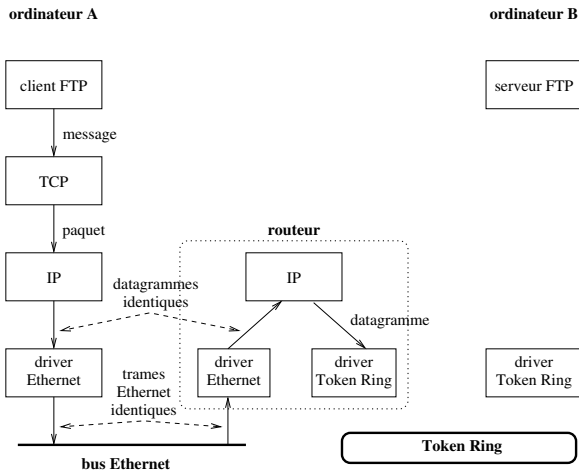 ordinateur A
ordinateur B
client FTP
serveur FTP
message
TCP
paquet
routeur
IP
IP
datagrammes
identiques
datagramme
driver
Ethernet
driver
Ethernet
driver
Token Ring
driver
Token Ring
trames
Ethernet
identiques
bus Ethernet
Token Ring